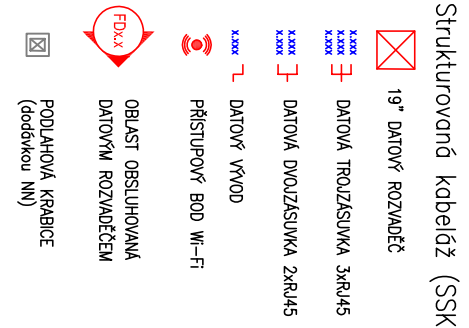 Strukturovaná kabeláž (SSK
19" DATOVÝ ROZVADĚČ
x.xxx
x.xxx
x.xxx
DATOVÁ TROJZÁSUVKA 3xRJ45
x.xxx
x.xxx
DATOVÁ DVOJZÁSUVKA 2xRJ45
x.xxx
DATOVÝ VÝVOD
PŘÍSTUPOVÝ BOD Wi-Fi
FDx.x
OBLAST OBSLUHOVANÁ
DATOVÝM ROZVADĚČEM
PODLAHOVÁ KRABICE
(dodávkou NN)